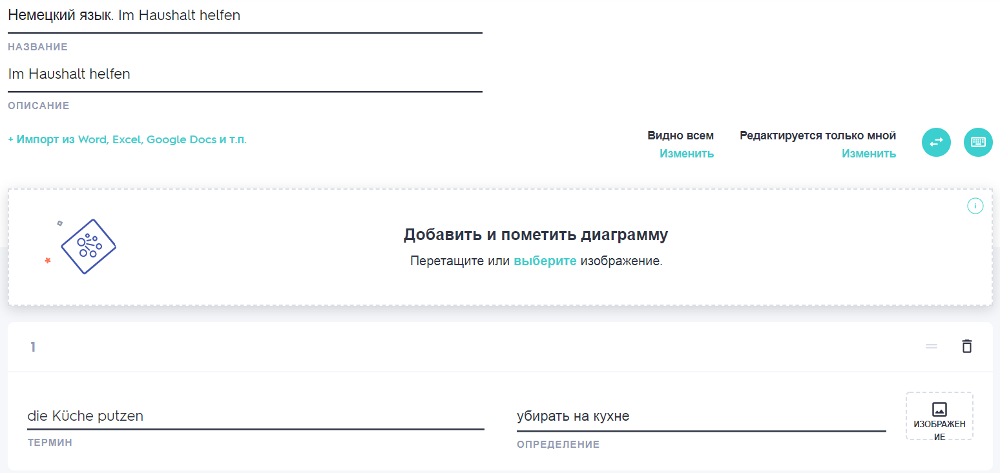 Немецкий язык. Im Haushalt helfen
НАЗВАНИЕ
Im Haushalt helfen
ОПИСАНИЕ
+ Импорт из Word, Excel, Google Docs и т.п.
Видно всем
Изменить
Редактируется только мной
Изменить
Добавить и пометить диаграмму
Перетащите или выберите изображение.
1
die Küche putzen
ТЕРМИН
убирать на кухне
ОПРЕДЕЛЕНИЕ
ИЗОБРАЖЕН
ИЕ